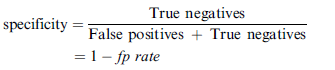 specificity = True negatives / False positives + True negatives
= 1 − fp rate